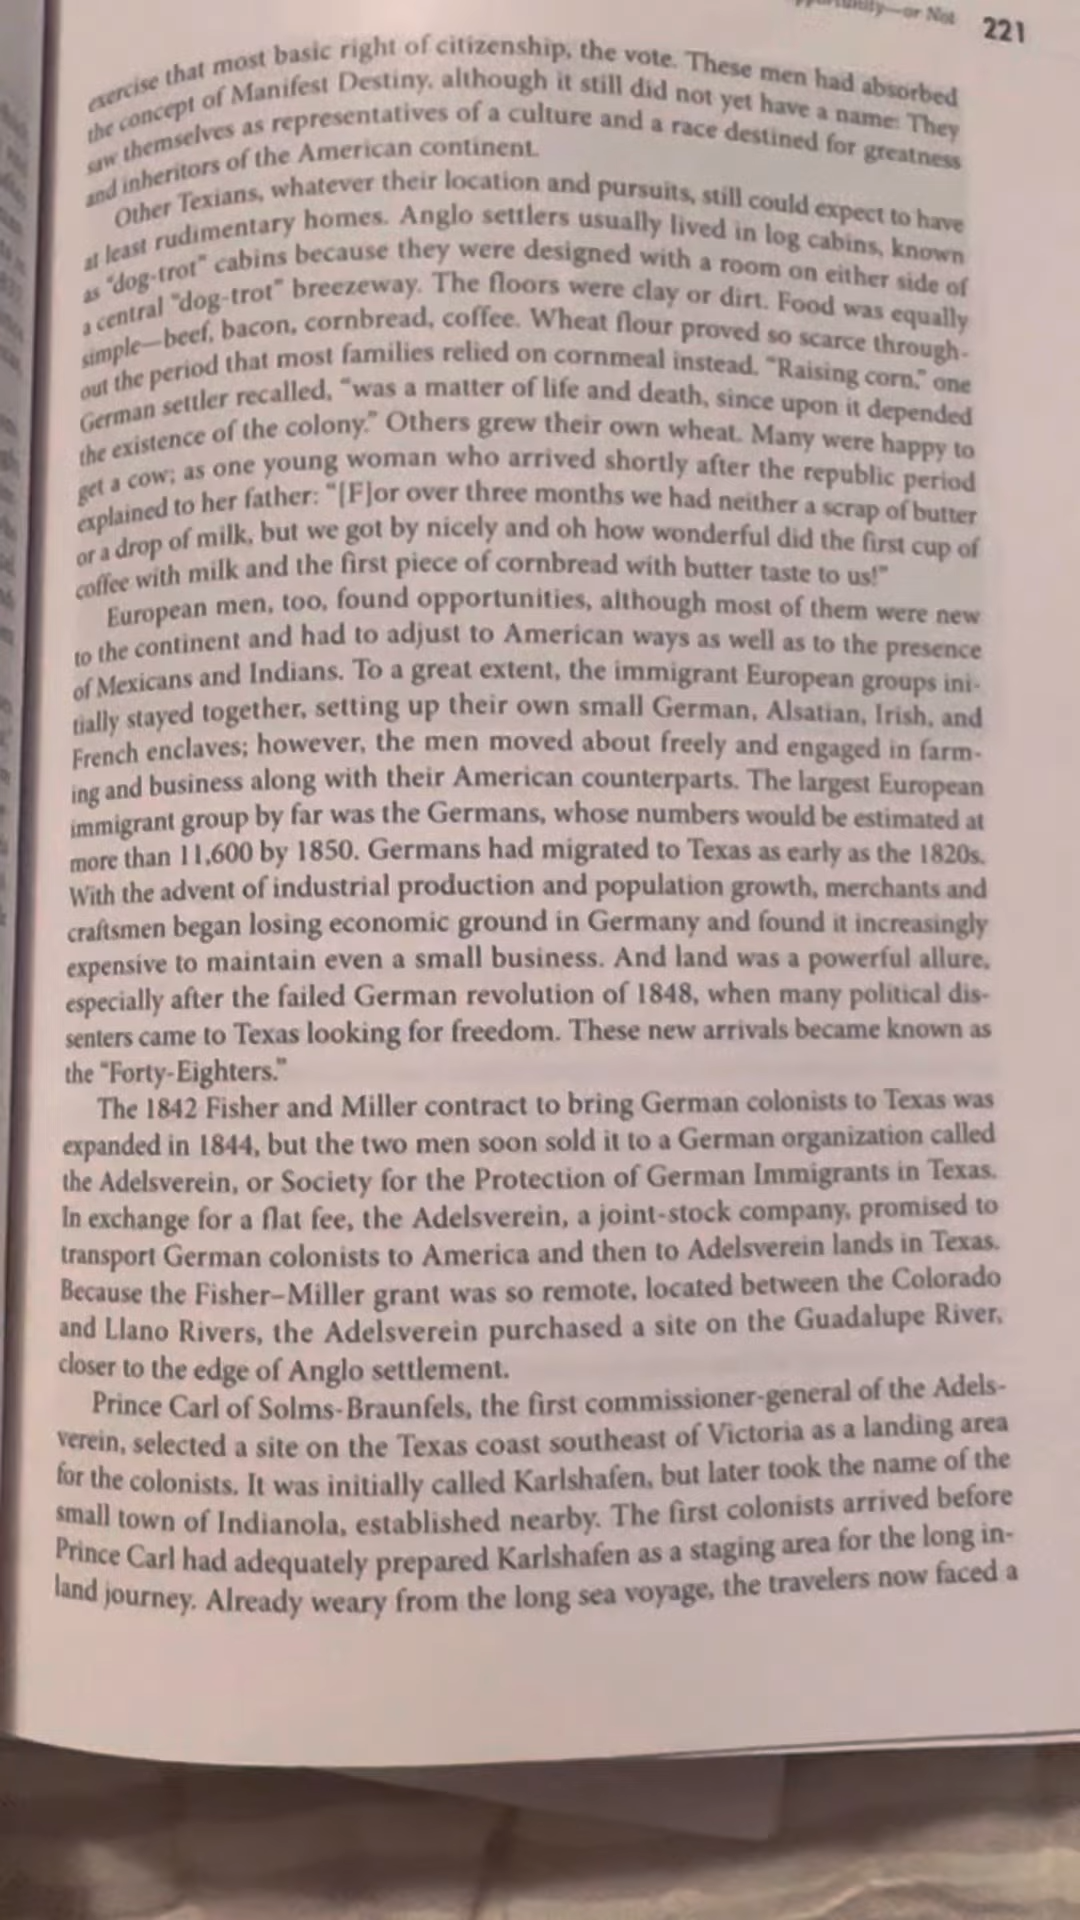 —or Not 221
exercise that most basic right of citizenship, the vote. These men had absorbed
the concept of Manifest Destiny, although it still did not yet have a name: They
saw themselves as representatives of a culture and a race destined for greatness
and inheritors of the American continent.
Other Texians, whatever their location and pursuits, still could expect to have
at least rudimentary homes. Anglo settlers usually lived in log cabins, known
as "dog-trot" cabins because they were designed with a room on either side of
a central "dog-trot" breezeway. The floors were clay or dirt. Food was equally
simple—beef, bacon, cornbread, coffee. Wheat flour proved so scarce through-
out the period that most families relied on cornmeal instead. "Raising corn," one
German settler recalled, "was a matter of life and death, since upon it depended
the existence of the colony." Others grew their own wheat. Many were happy to
get a cow; as one young woman who arrived shortly after the republic period
explained to her father: "[F]or over three months we had neither a scrap of butter
or a drop of milk, but we got by nicely and oh how wonderful did the first cup of
coffee with milk and the first piece of cornbread with butter taste to us!"
European men, too, found opportunities, although most of them were new
to the continent and had to adjust to American ways as well as to the presence
of Mexicans and Indians. To a great extent, the immigrant European groups ini-
tially stayed together, setting up their own small German, Alsatian, Irish, and
French enclaves; however, the men moved about freely and engaged in farm-
ing and business along with their American counterparts. The largest European
immigrant group by far was the Germans, whose numbers would be estimated at
more than 11,600 by 1850. Germans had migrated to Texas as early as the 1820s.
With the advent of industrial production and population growth, merchants and
craftsmen began losing economic ground in Germany and found it increasingly
expensive to maintain even a small business. And land was a powerful allure,
especially after the failed German revolution of 1848, when many political dis-
senters came to Texas looking for freedom. These new arrivals became known as
the "Forty-Eighters."
The 1842 Fisher and Miller contract to bring German colonists to Texas was
expanded in 1844, but the two men soon sold it to a German organization called
the Adelsverein, or Society for the Protection of German Immigrants in Texas.
In exchange for a flat fee, the Adelsverein, a joint-stock company, promised to
transport German colonists to America and then to Adelsverein lands in Texas.
Because the Fisher–Miller grant was so remote, located between the Colorado
and Llano Rivers, the Adelsverein purchased a site on the Guadalupe River,
closer to the edge of Anglo settlement.
Prince Carl of Solms-Braunfels, the first commissioner-general of the Adels-
verein, selected a site on the Texas coast southeast of Victoria as a landing area
for the colonists. It was initially called Karlshafen, but later took the name of the
small town of Indianola, established nearby. The first colonists arrived before
Prince Carl had adequately prepared Karlshafen as a staging area for the long in-
land journey. Already weary from the long sea voyage, the travelers now faced a